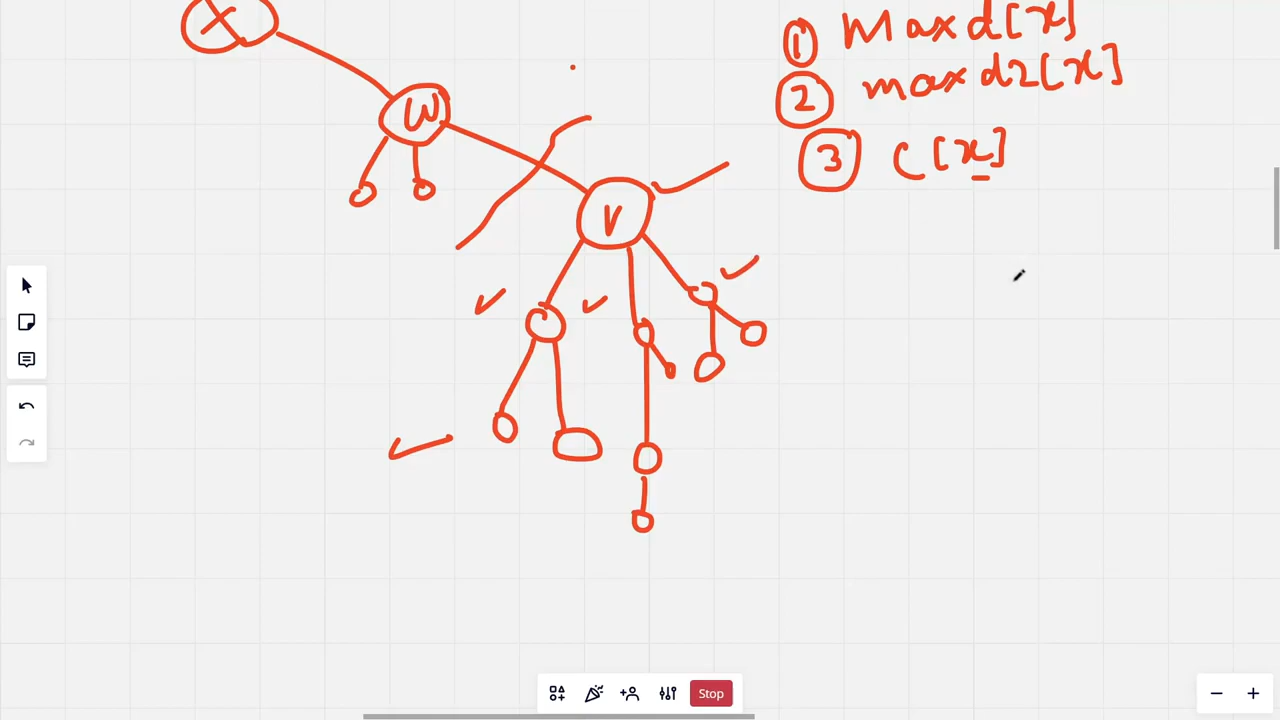 X
① Max d[x]
② max d2[x]
W
③ C[x]
V
Stop